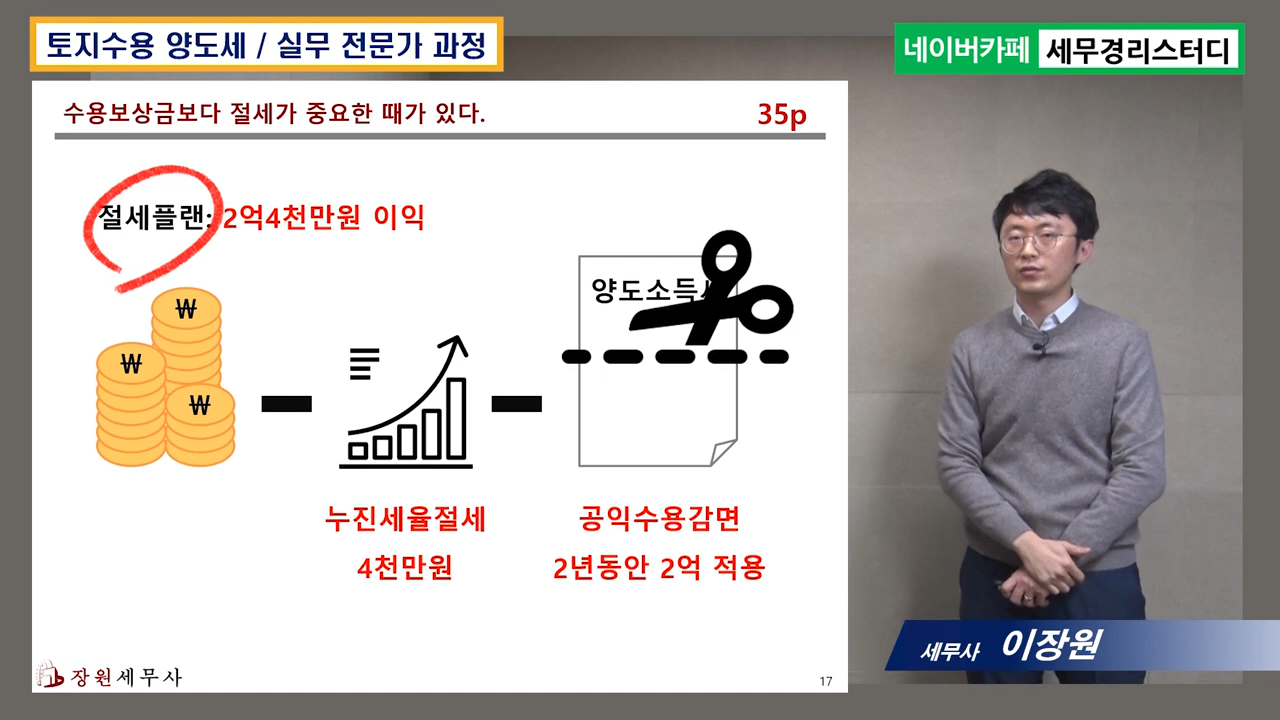 토지수용 양도세 / 실무 전문가 과정
네이버카페 세무경리스터디
수용보상금보다 절세가 중요한 때가 있다.
35p
절세플랜: 2억4천만원 이익
양도소득
₩
₩
₩
누진세율절세
4천만원
공익수용감면
2년동안 2억 적용
세무사 이장원
장원세무사
17